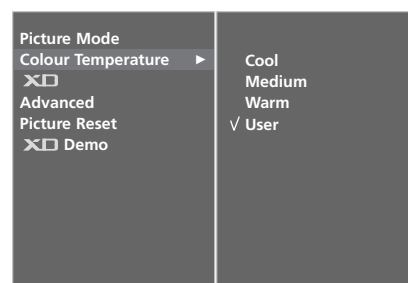 Picture Mode
Colour Temperature ►
XD
Advanced
Picture Reset
XD Demo
Cool
Medium
Warm
√ User